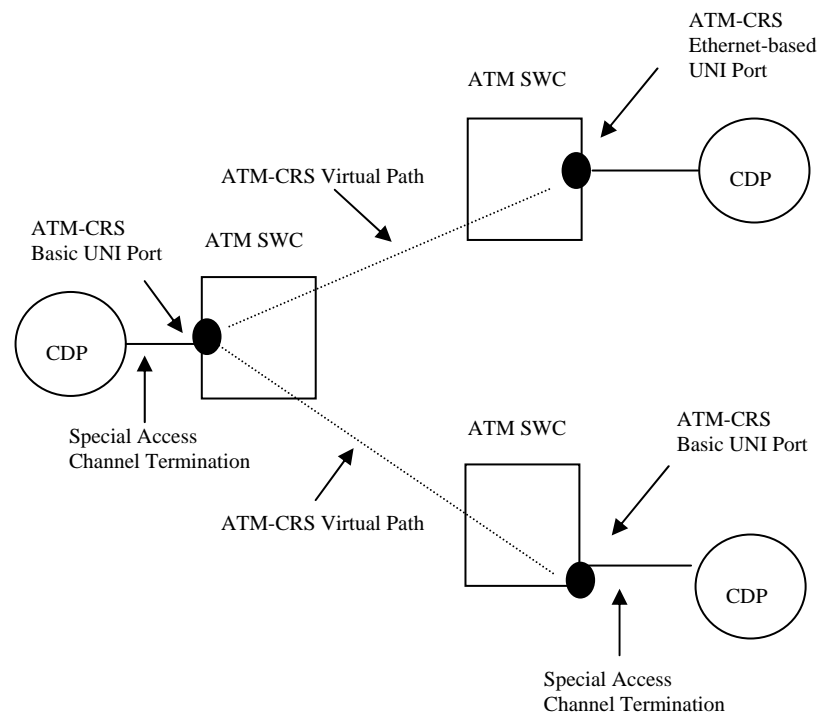 ATM-CRS
Ethernet-based
UNI Port
ATM SWC
CDP
ATM-CRS Virtual Path
ATM-CRS
Basic UNI Port
ATM SWC
CDP
Special Access
Channel Termination
ATM-CRS Virtual Path
ATM SWC
ATM-CRS
Basic UNI Port
CDP
Special Access
Channel Termination